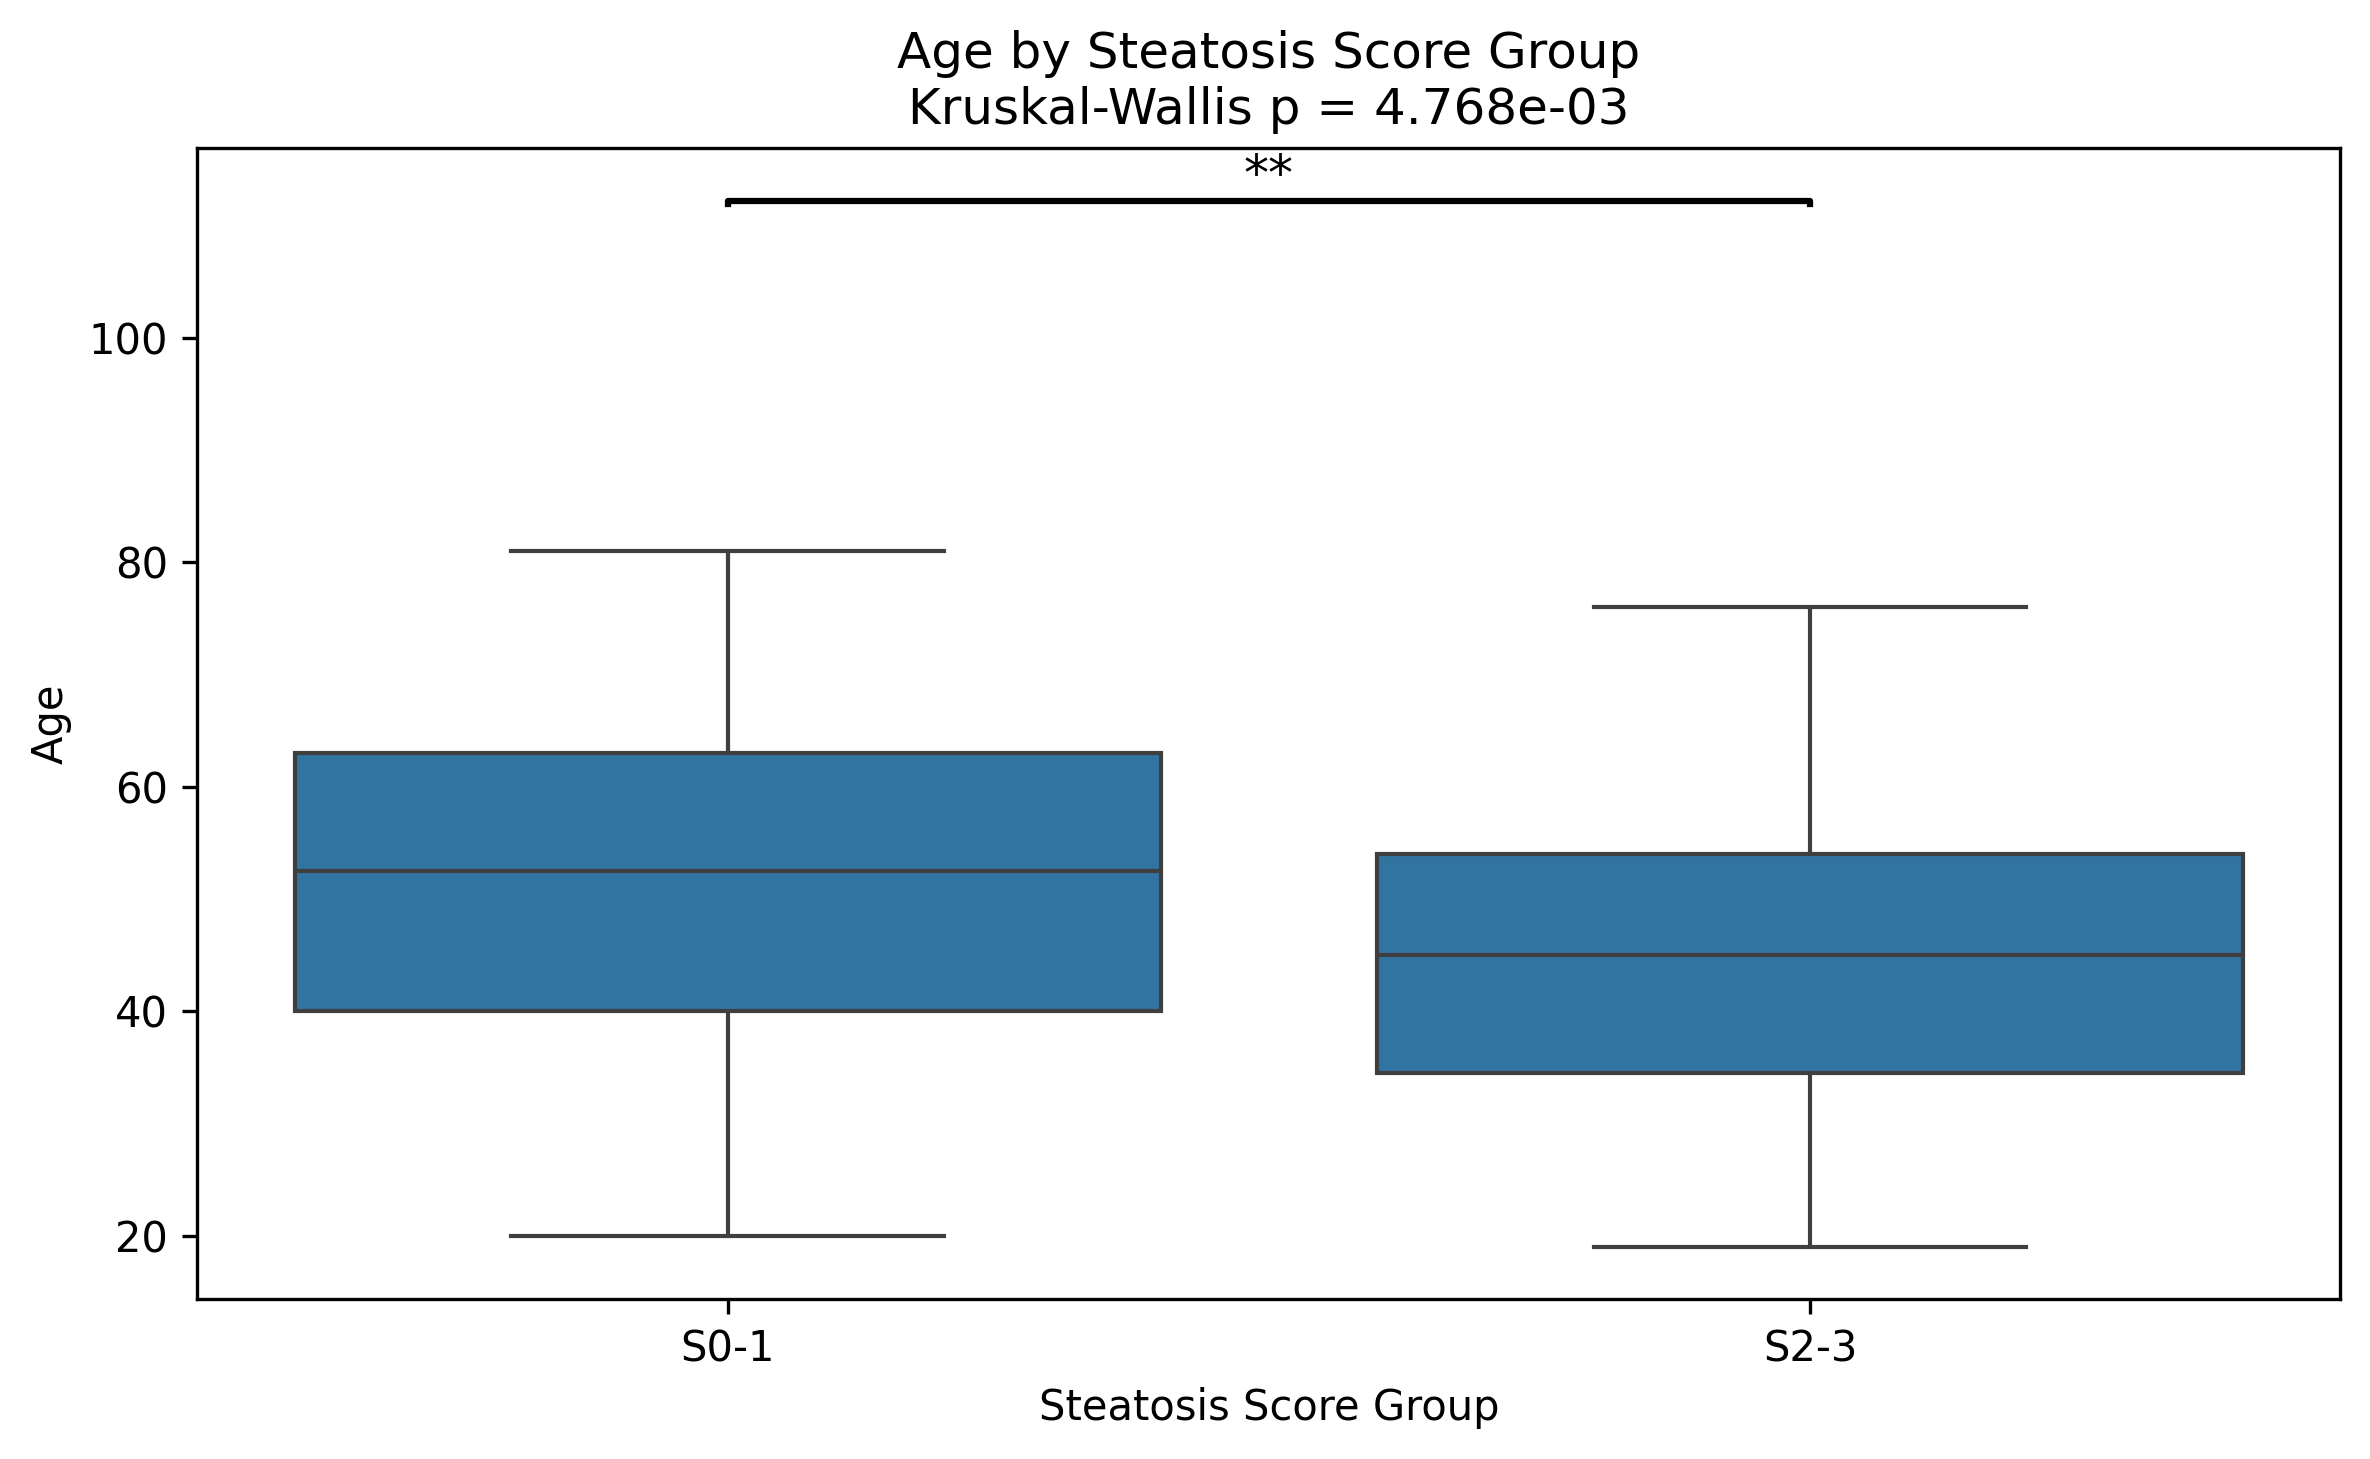 Age by Steatosis Score Group
Kruskal-Wallis p = 4.768e-03
**
100
80
60
40
20
Age
S0-1
S2-3
Steatosis Score Group